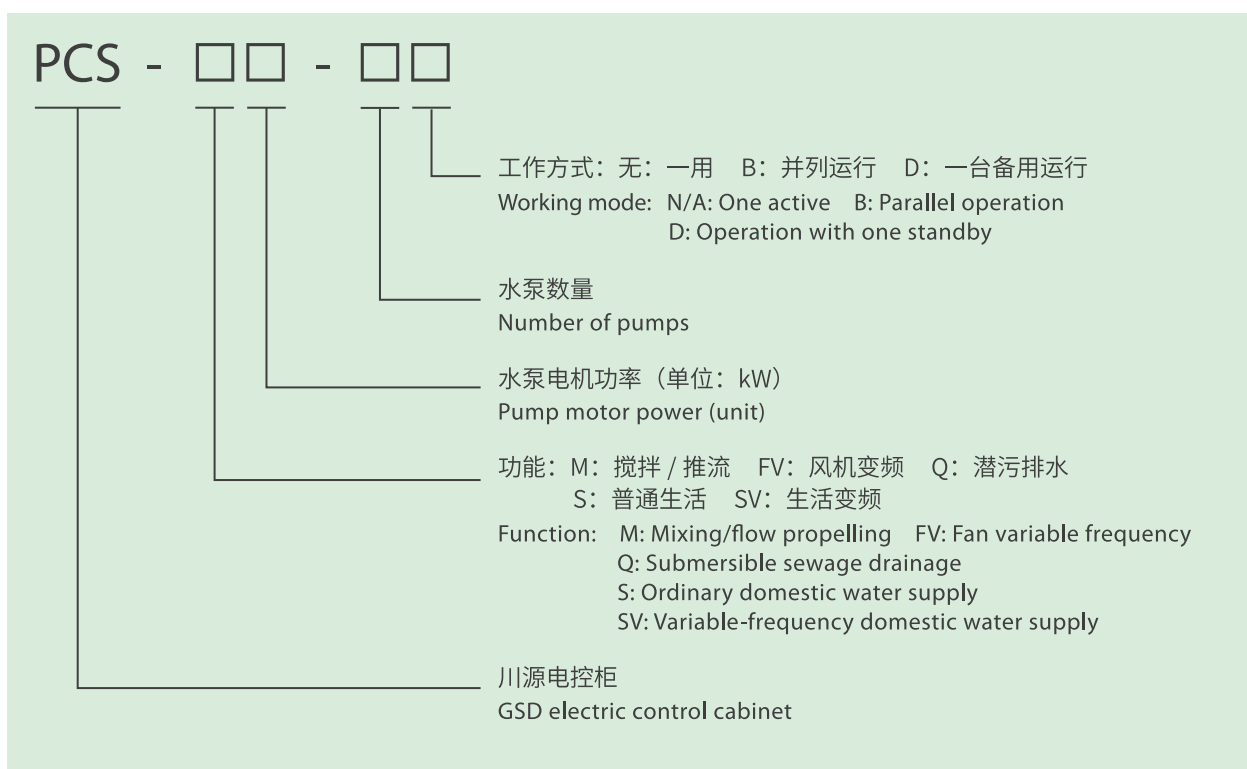 PCS - □□ - □□
工作方式：无：一用 B：并列运行 D：一台备用运行
Working mode: N/A: One active B: Parallel operation
D: Operation with one standby
水泵数量
Number of pumps
水泵电机功率（单位：kW）
Pump motor power (unit)
功能：M：搅拌 / 推流 FV：风机变频 Q：潜污排水
S：普通生活 SV：生活变频
Function: M: Mixing/flow propelling FV: Fan variable frequency
Q: Submersible sewage drainage
S: Ordinary domestic water supply
SV: Variable-frequency domestic water supply
川源电控柜
GSD electric control cabinet